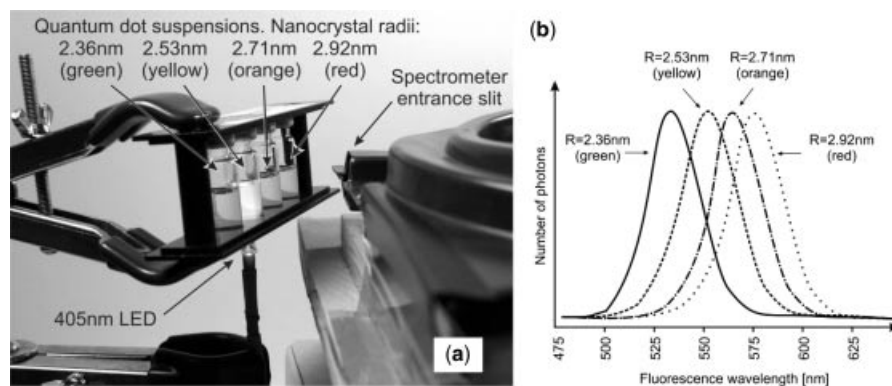 Quantum dot suspensions. Nanocrystal radii:
2.36nm 2.53nm 2.71nm 2.92nm
(green) (yellow) (orange) (red)
Spectrometer
entrance slit
405nm LED
(a)
(b)
R=2.53nm R=2.71nm
(yellow) (orange)
R=2.36nm
(green)
R=2.92nm
(red)
Number of photons
475 500 525 550 575 600 625
Fluorescence wavelength [nm]